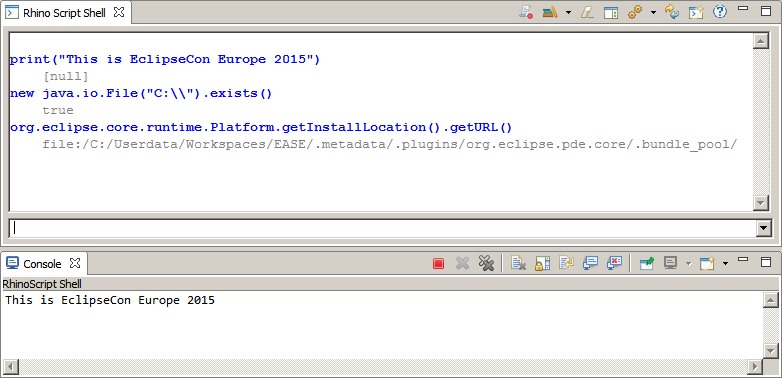 Rhino Script Shell
print("This is EclipseCon Europe 2015")
[null]
new java.io.File("C:\\").exists()
true
org.eclipse.core.runtime.Platform.getInstallLocation().getURL()
file:/C:/Userdata/Workspaces/EASE/.metadata/.plugins/org.eclipse.pde.core/.bundle_pool/
Console
RhinoScript Shell
This is EclipseCon Europe 2015